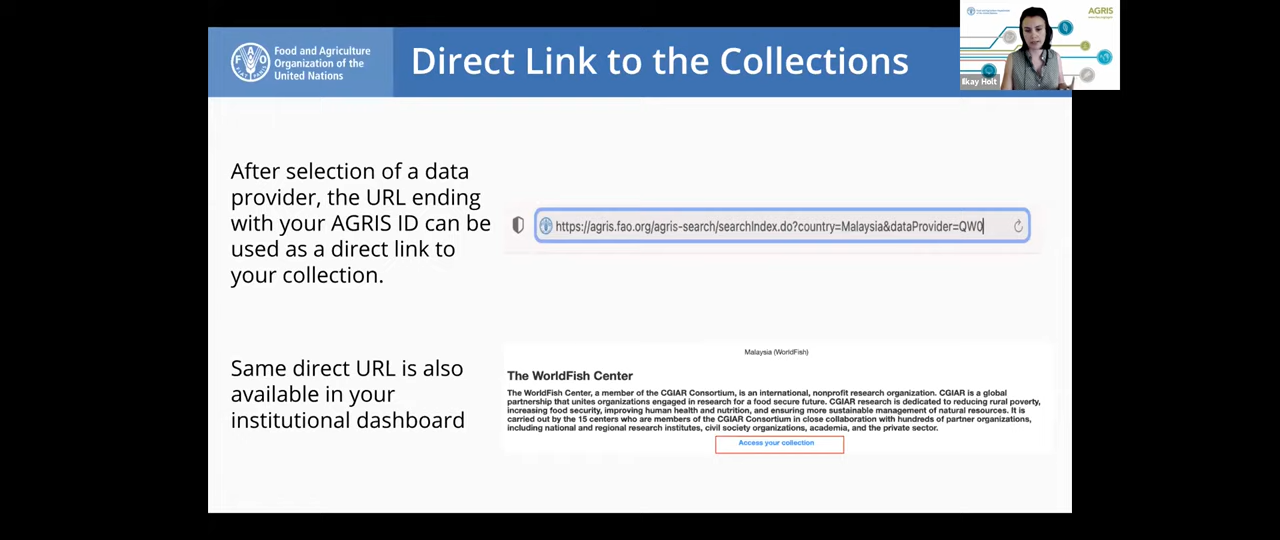 Food and Agriculture
Organization of the
United Nations
Direct Link to the Collections
AGRIS
Ilkay Holt
After selection of a data
provider, the URL ending
with your AGRIS ID can be
used as a direct link to
your collection.
https://agris.fao.org/agris-search/searchIndex.do?country=Malaysia&dataProvider=QW0
Same direct URL is also
available in your
institutional dashboard
Malaysia (WorldFish)
The WorldFish Center
The WorldFish Center, a member of the CGIAR Consortium, is an international, nonprofit research organization. CGIAR is a global
partnership that unites organizations engaged in research for a food secure future. CGIAR research is dedicated to reducing rural poverty,
increasing food security, improving human health and nutrition, and ensuring more sustainable management of natural resources. It is
carried out by the 15 centers who are members of the CGIAR Consortium in close collaboration with hundreds of partner organizations,
including national and regional research institutes, civil society organizations, academia, and the private sector.
Access your collection